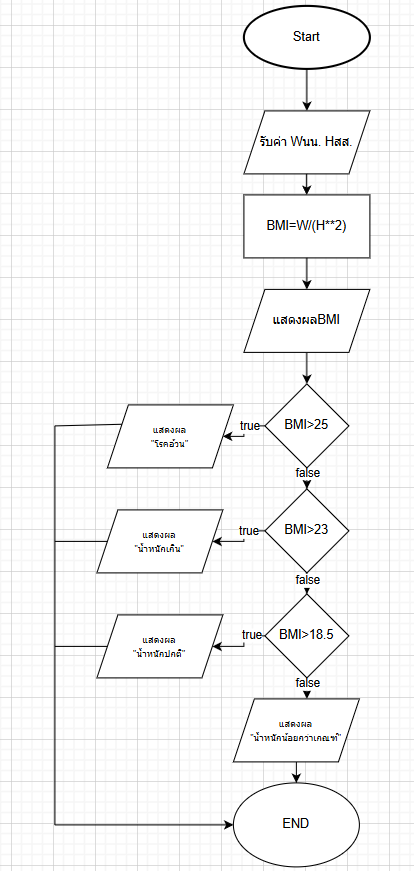 Start
รับค่า Wนน. Hสส.
BMI=W/(H**2)
แสดงผลBMI
BMI>25
true
แสดงผล
"โรคอ้วน"
false
BMI>23
true
แสดงผล
"น้ำหนักเกิน"
false
BMI>18.5
true
แสดงผล
"น้ำหนักปกติ"
false
แสดงผล
"น้ำหนักน้อยกว่าเกณฑ์"
END